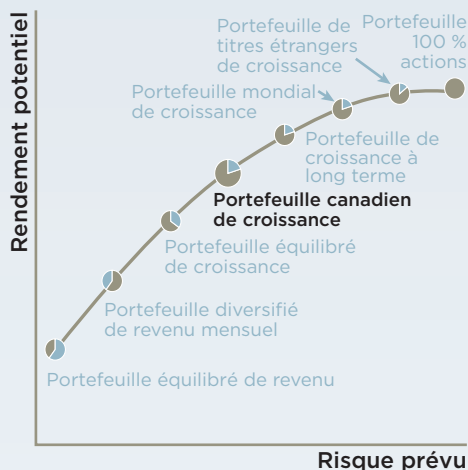 Rendement potentiel
Portefeuille de
titres étrangers
de croissance
Portefeuille
100 %
actions
Portefeuille mondial
de croissance
Portefeuille de
croissance à
long terme
Portefeuille canadien
de croissance
Portefeuille équilibré
de croissance
Portefeuille diversifié
de revenu mensuel
Portefeuille équilibré de revenu
Risque prévu